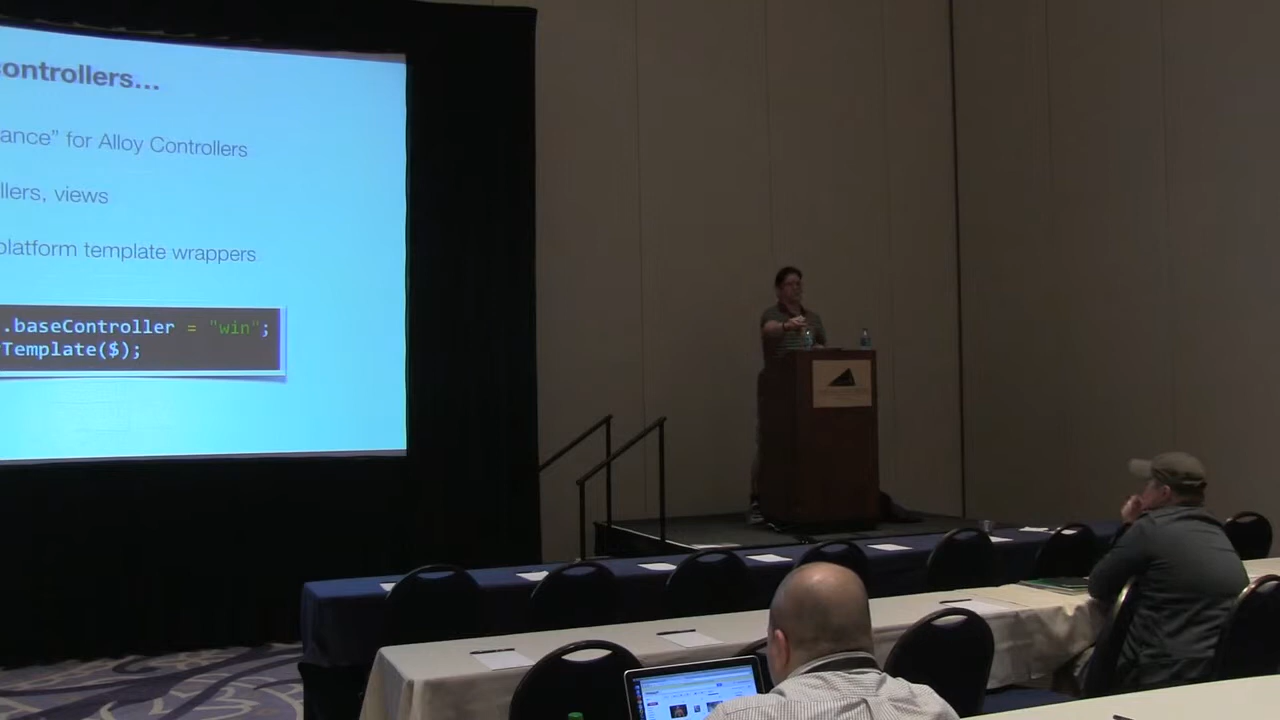 controllers...
ance” for Alloy Controllers
llers, views
platform template wrappers
.baseController = "win";
Template($);